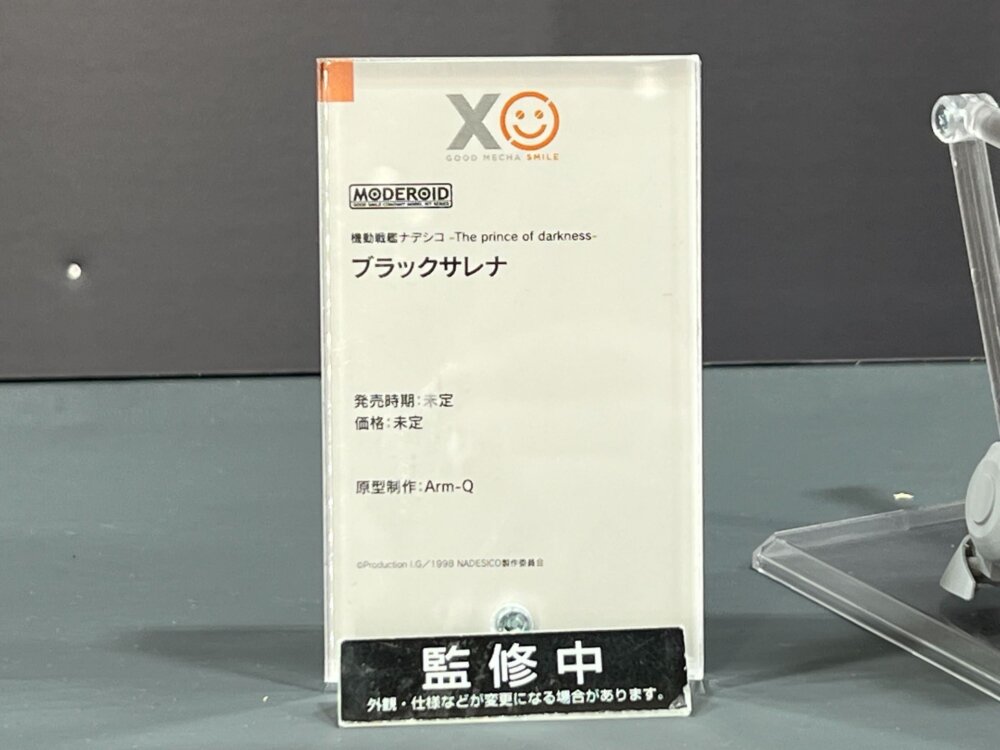 XO
GOOD MECHA SMILE
MODEROID
GOOD SMILE COMPANY MODEL KIT SERIES
機動戦艦ナデシコ -The prince of darkness-
ブラックサレナ
発売時期:未定
価格:未定
原型制作:Arm-Q
©Production I.G/1998 NADESICO製作委員会
監修中
外観・仕様などが変更になる場合があります。